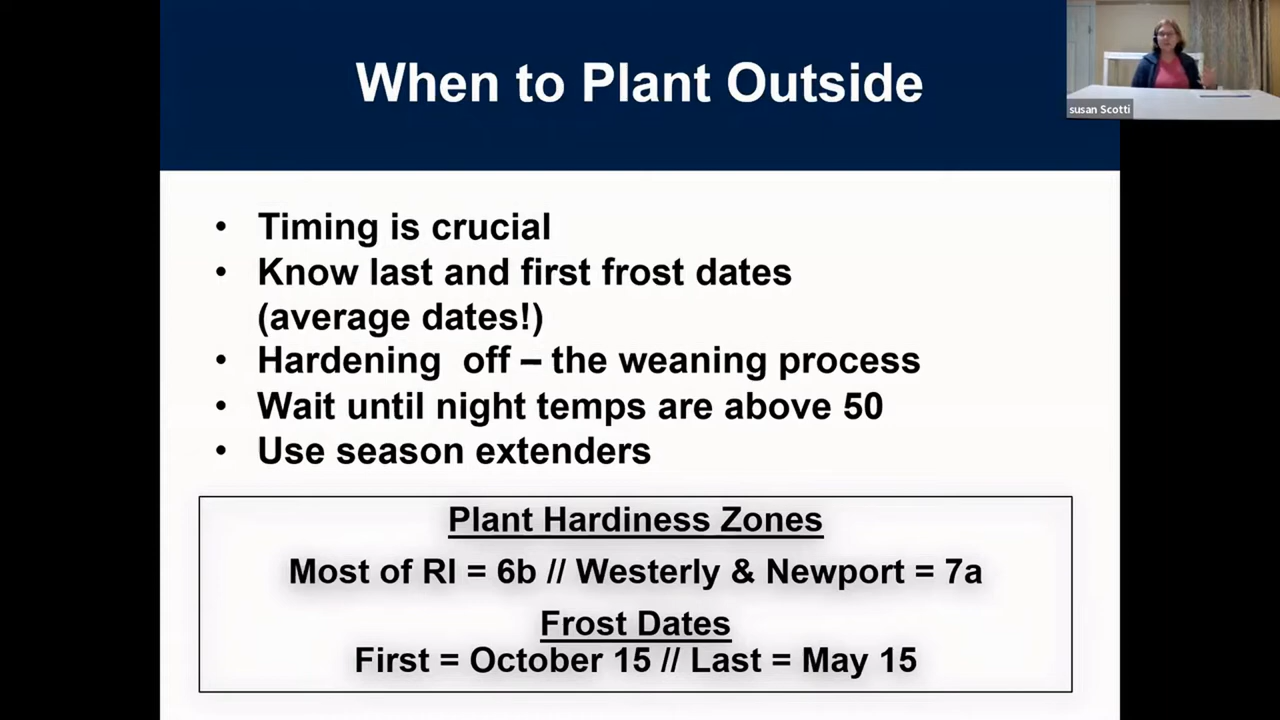 When to Plant Outside
susan Scotti
• Timing is crucial
• Know last and first frost dates
(average dates!)
• Hardening  off – the weaning process
• Wait until night temps are above 50
• Use season extenders
Plant Hardiness Zones
Most of RI = 6b // Westerly & Newport = 7a
Frost Dates
First = October 15 // Last = May 15